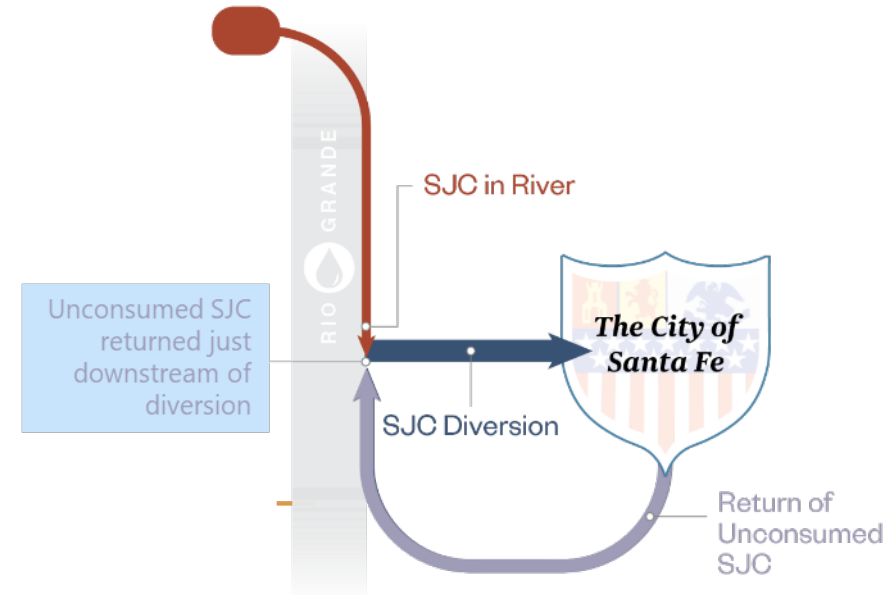 RIO GRANDE
SJC in River
Unconsumed SJC
returned just
downstream of
diversion
The City of
Santa Fe
SJC Diversion
Return of
Unconsumed
SJC